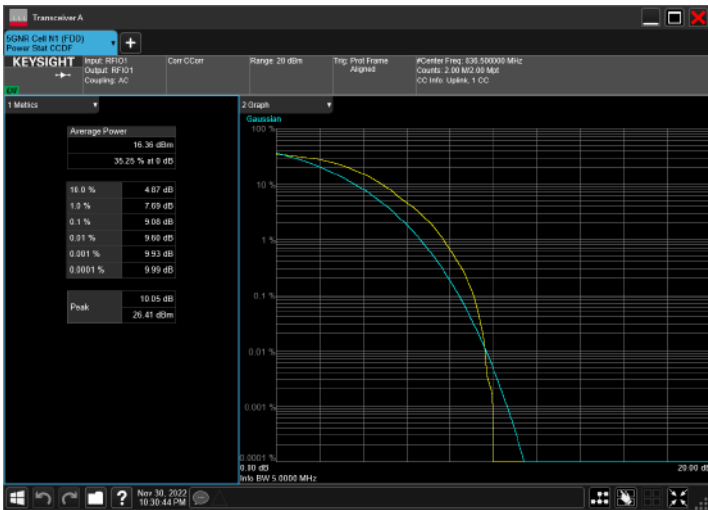 Transceiver A
5GNR Cell N1 (FDD)
Power Stat CCDF
KEYSIGHT
Input: RFIO1
Output: RFIO1
Coupling: AC
Corr CCorr
Range: 20 dBm
Trig: Prot Frame
Aligned
#Center Freq: 836.500000 MHz
Counts: 2.00 M/2.00 Mpt
CC Info: Uplink, 1 CC
1 Metrics
Average Power
16.36 dBm
35.25 % at 0 dB
10.0 % 4.87 dB
1.0 % 7.69 dB
0.1 % 9.08 dB
0.01 % 9.60 dB
0.001 % 9.93 dB
0.0001 % 9.99 dB
Peak
10.05 dB
26.41 dBm
2 Graph
Gaussian
100 %
10 %
1 %
0.1 %
0.01 %
0.001 %
0.0001 %
0.00 dB
20.00 dB
Info BW 5.0000 MHz
?
Nov 30, 2022
10:30:44 PM